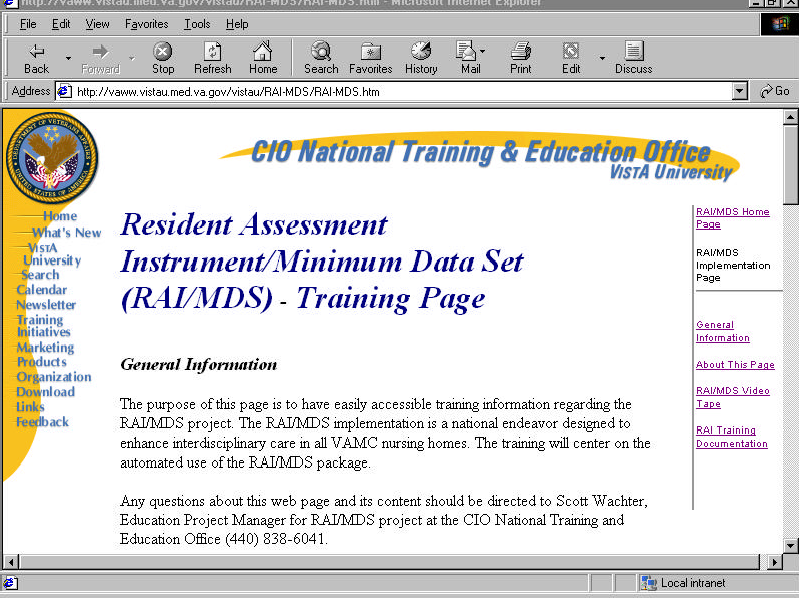 http://vaww.vistau.med.va.gov/vistau/RAI-MDS/RAI-MDS.htm - Microsoft Internet Explorer
File Edit View Favorites Tools Help
Back Forward Stop Refresh Home Search Favorites History Mail Print Edit Discuss
Address http://vaww.vistau.med.va.gov/vistau/RAI-MDS/RAI-MDS.htm Go
DEPARTMENT OF VETERANS AFFAIRS
UNITED STATES OF AMERICA
CIO National Training & Education Office
VISTA University
Home
What's New
VISTA
University
Search
Calendar
Newsletter
Training
Initiatives
Marketing
Products
Organization
Download
Links
Feedback
Resident Assessment
Instrument/Minimum Data Set
(RAI/MDS) - Training Page
General Information
The purpose of this page is to have easily accessible training information regarding the
RAI/MDS project. The RAI/MDS implementation is a national endeavor designed to
enhance interdisciplinary care in all VAMC nursing homes. The training will center on the
automated use of the RAI/MDS package.
Any questions about this web page and its content should be directed to Scott Wachter,
Education Project Manager for RAI/MDS project at the CIO National Training and
Education Office (440) 838-6041.
RAI/MDS Home
Page
RAI/MDS
Implementation
Page
General
Information
About This Page
RAI/MDS Video
Tape
RAI Training
Documentation
Local intranet